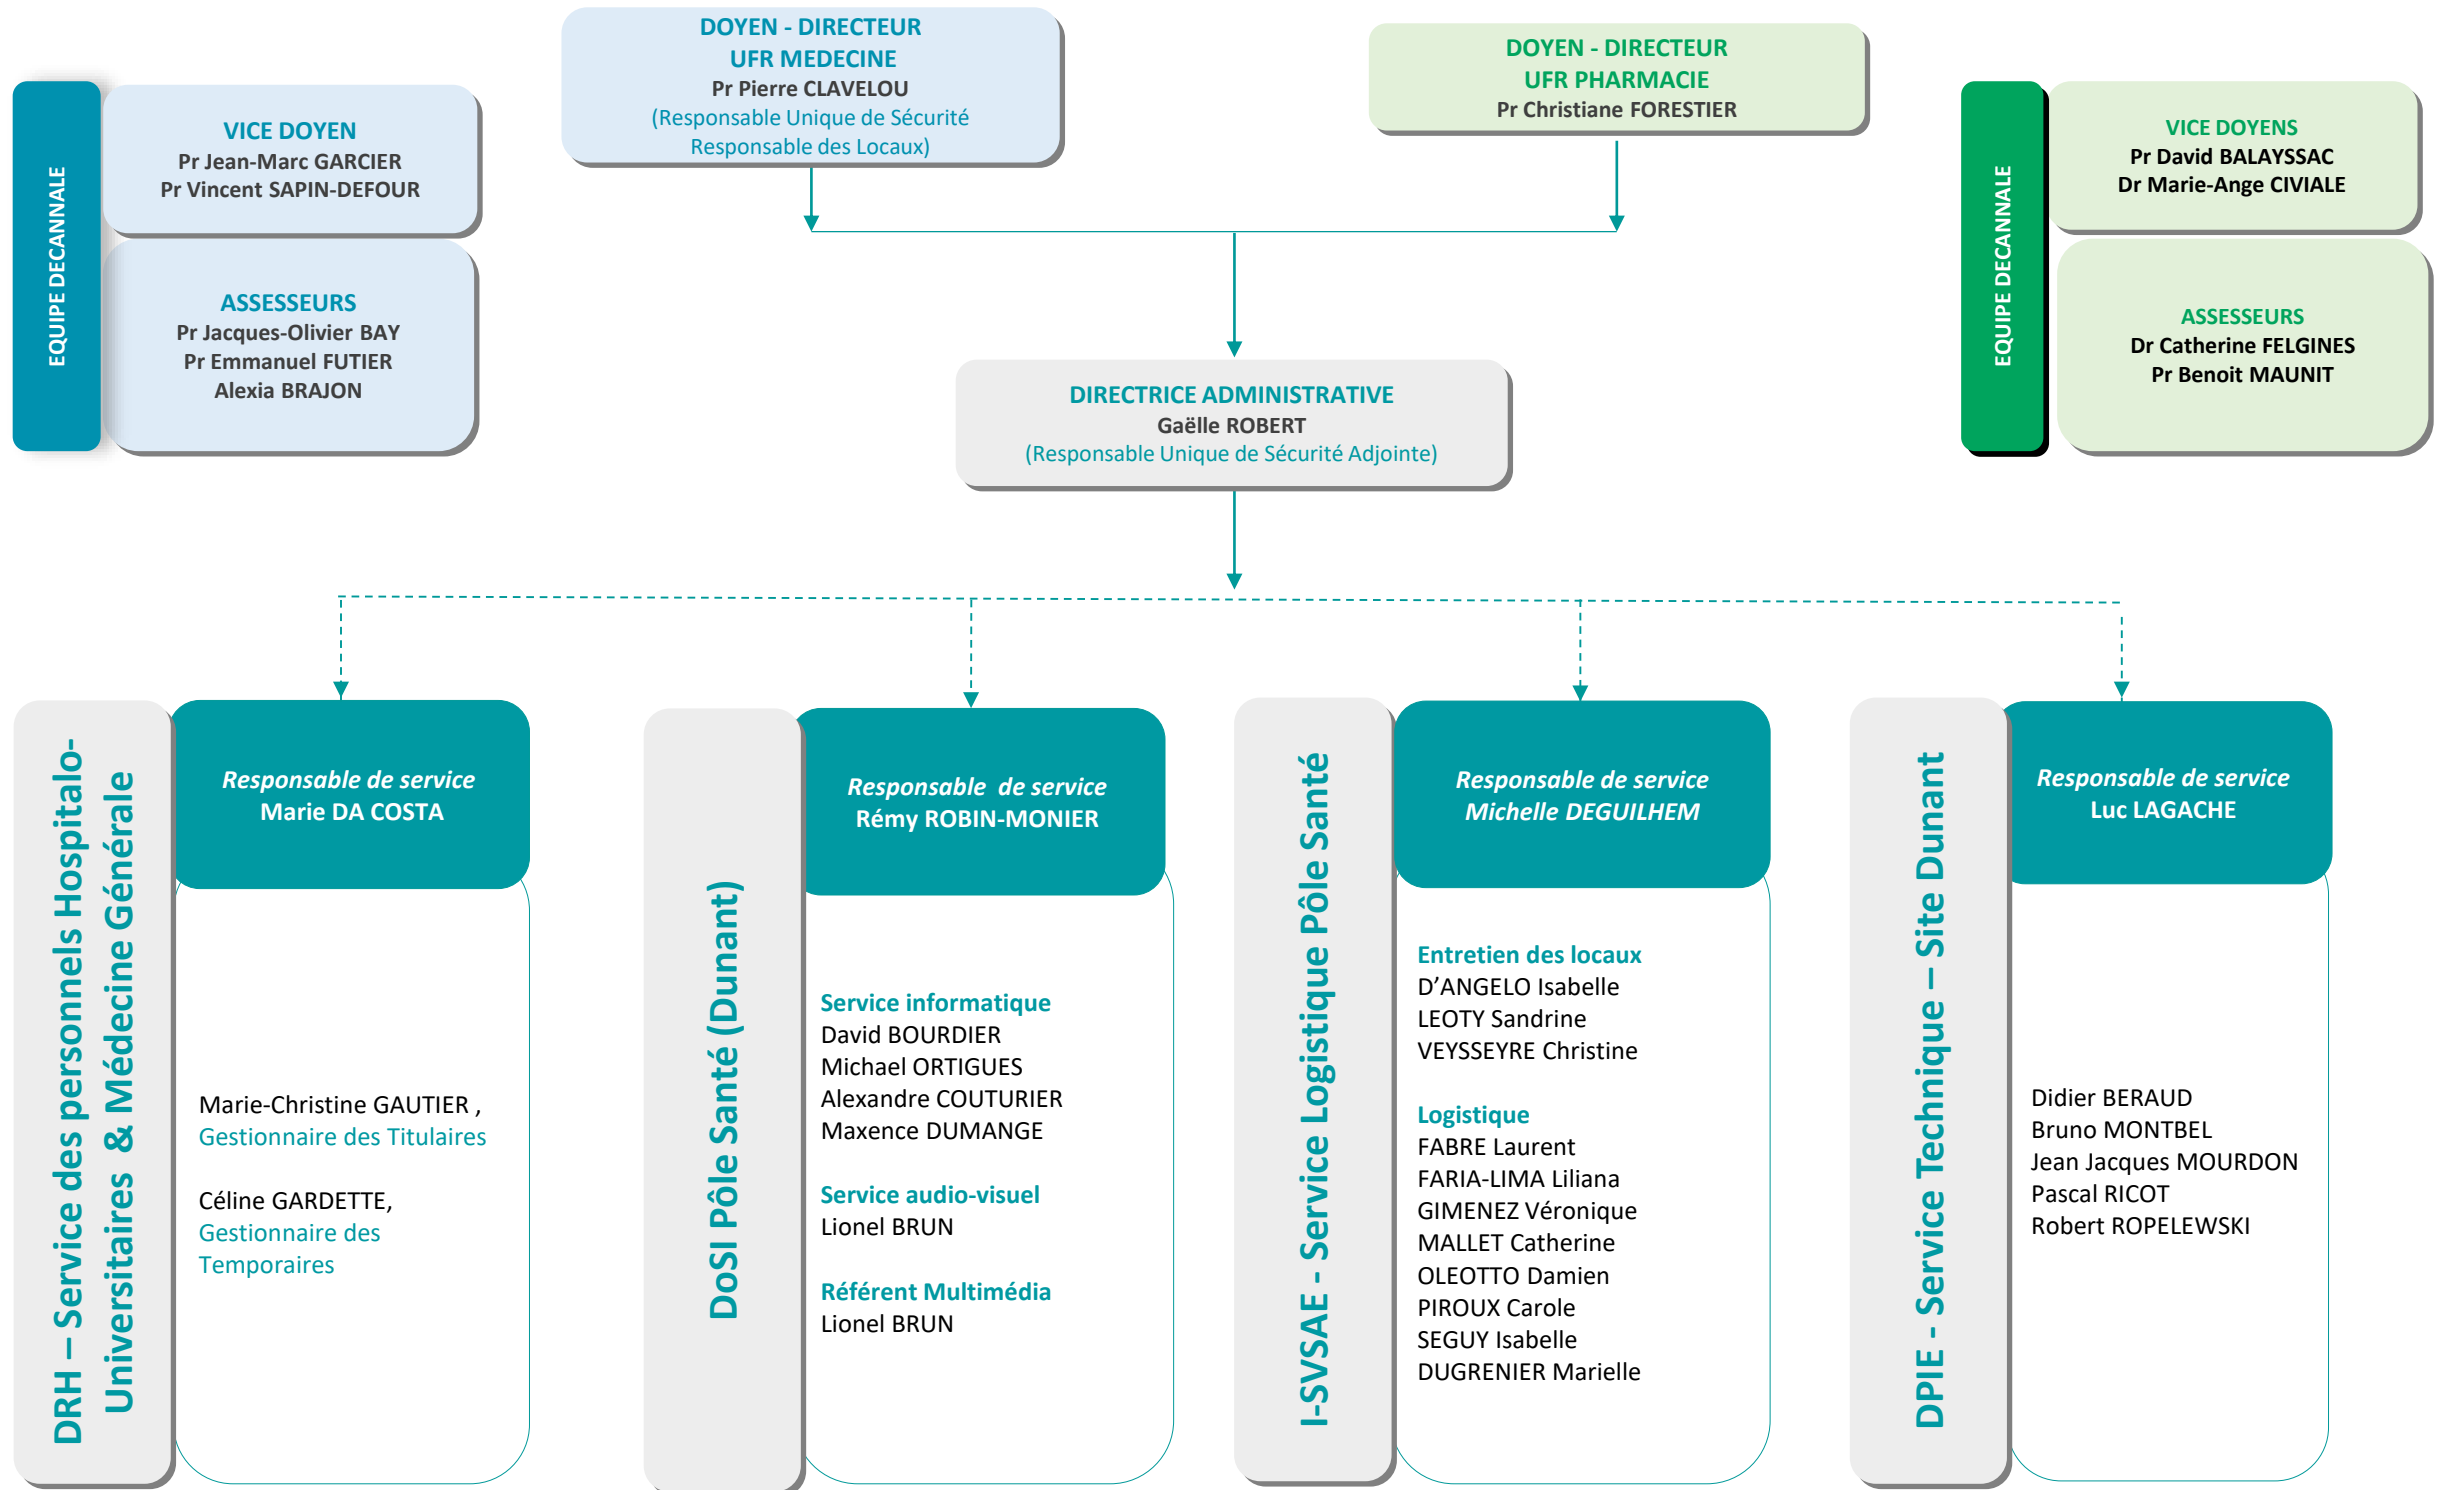 DOYEN - DIRECTEUR
UFR MEDECINE
Pr Pierre CLAVELOU
(Responsable Unique de Sécurité
Responsable des Locaux)
DOYEN - DIRECTEUR
UFR PHARMACIE
Pr Christiane FORESTIER
EQUIPE DECANNALE
VICE DOYEN
Pr Jean-Marc GARCIER
Pr Vincent SAPIN-DEFOUR
ASSESSEURS
Pr Jacques-Olivier BAY
Pr Emmanuel FUTIER
Alexia BRAJON
EQUIPE DECANNALE
VICE DOYENS
Pr David BALAYSSAC
Dr Marie-Ange CIVIALE
ASSESSEURS
Dr Catherine FELGINES
Pr Benoit MAUNIT
DIRECTRICE ADMINISTRATIVE
Gaëlle ROBERT
(Responsable Unique de Sécurité Adjointe)
DRH – Service des personnels Hospitalo-
Universitaires & Médecine Générale
Responsable de service
Marie DA COSTA
Marie-Christine GAUTIER ,
Gestionnaire des Titulaires
Céline GARDETTE,
Gestionnaire des
Temporaires
DoSI Pôle Santé (Dunant)
Responsable de service
Rémy ROBIN-MONIER
Service informatique
David BOURDIER
Michael ORTIGUES
Alexandre COUTURIER
Maxence DUMANGE
Service audio-visuel
Lionel BRUN
Référent Multimédia
Lionel BRUN
I-SVSAE - Service Logistique Pôle Santé
Responsable de service
Michelle DEGUILHEM
Entretien des locaux
D’ANGELO Isabelle
LEOTY Sandrine
VEYSSEYRE Christine
Logistique
FABRE Laurent
FARIA-LIMA Liliana
GIMENEZ Véronique
MALLET Catherine
OLEOTTO Damien
PIROUX Carole
SEGUY Isabelle
DUGRENIER Marielle
DPIE - Service Technique – Site Dunant
Responsable de service
Luc LAGACHE
Didier BERAUD
Bruno MONTBEL
Jean Jacques MOURDON
Pascal RICOT
Robert ROPELEWSKI